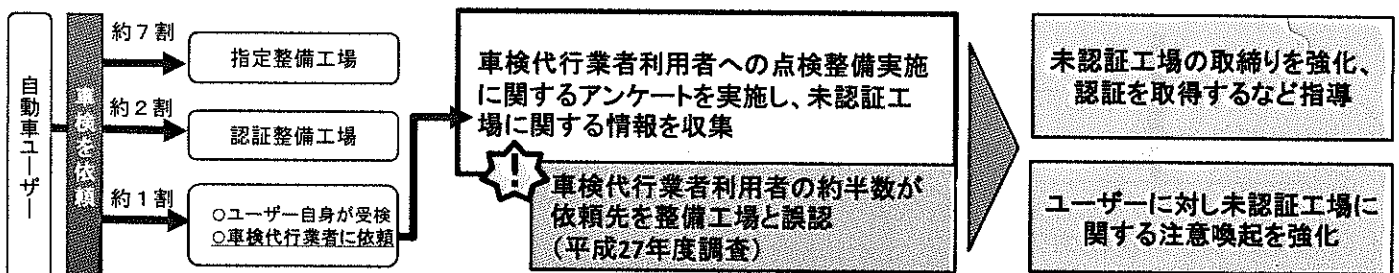 自動車ユーザー
車検を依頼
約７割
指定整備工場
約２割
認証整備工場
約１割
○ユーザー自身が受検
○車検代行業者に依頼
車検代行業者利用者への点検整備実施
に関するアンケートを実施し、未認証工
場に関する情報を収集
!
車検代行業者利用者の約半数が
依頼先を整備工場と誤認
（平成27年度調査）
未認証工場の取締りを強化、
認証を取得するなど指導
ユーザーに対し未認証工場に
関する注意喚起を強化